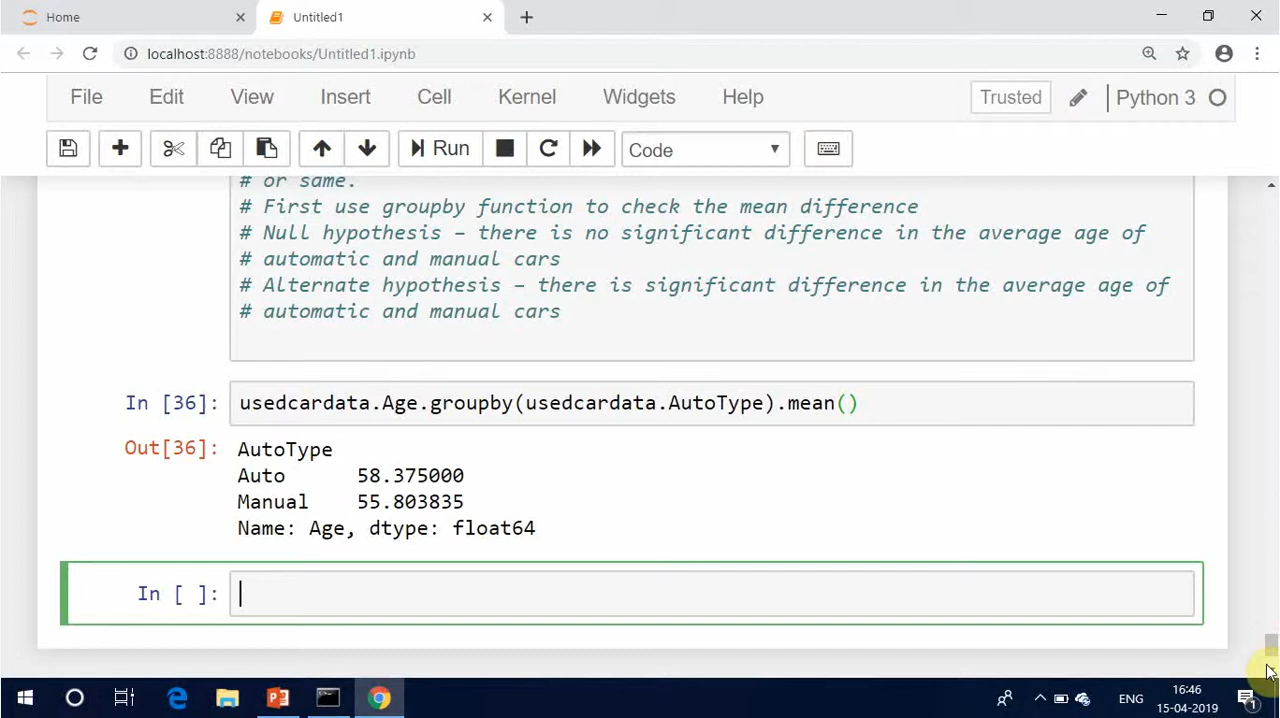 Home
Untitled1
localhost:8888/notebooks/Untitled1.ipynb
File Edit View Insert Cell Kernel Widgets Help Trusted Python 3
Run Code
# or same.
# First use groupby function to check the mean difference
# Null hypothesis – there is no significant difference in the average age of
# automatic and manual cars
# Alternate hypothesis – there is significant difference in the average age of
# automatic and manual cars
In [36]: usedcardata.Age.groupby(usedcardata.AutoType).mean()
Out[36]: AutoType
Auto 58.375000
Manual 55.803835
Name: Age, dtype: float64
In [ ]:
ENG
16:46
15-04-2019
1